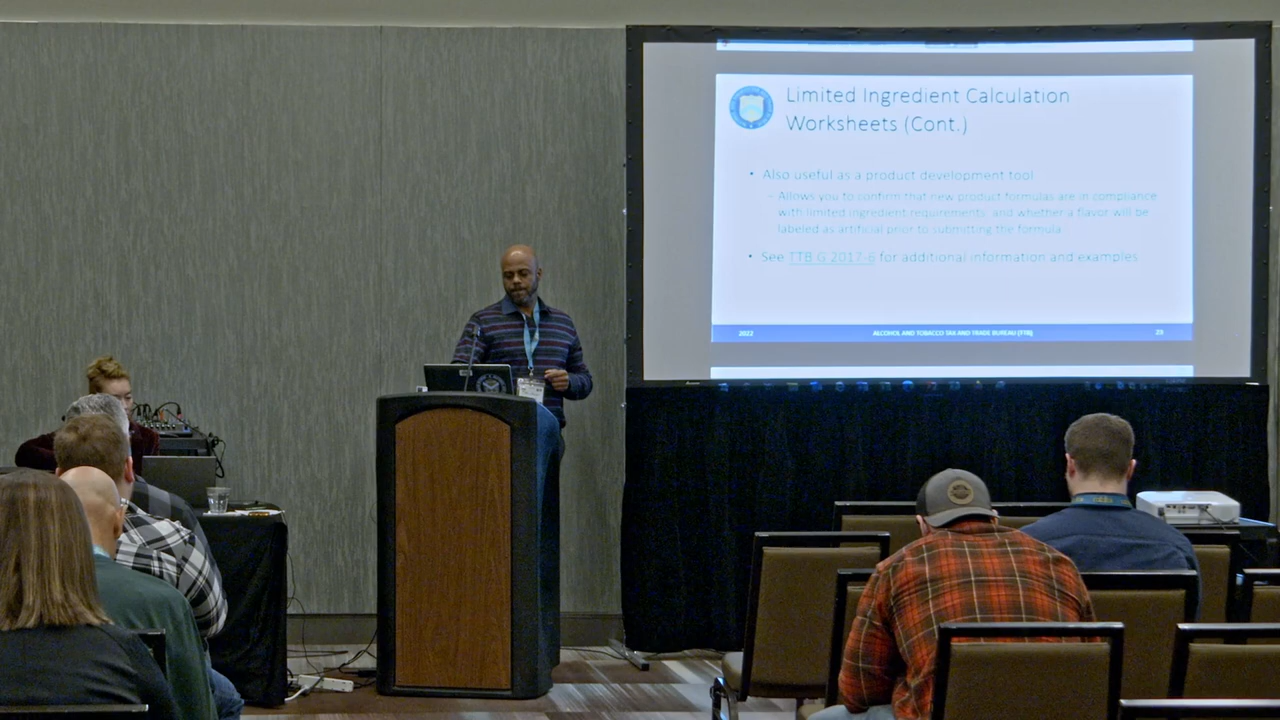 Limited Ingredient Calculation
Worksheets (Cont.)
• Also useful as a product development tool
– Allows you to confirm that new product formulas are in compliance
with limited ingredient requirements, and whether a flavor will be
labeled as artificial prior to submitting the formula
• See TTB G 2017-6 for additional information and examples
2022 ALCOHOL AND TOBACCO TAX AND TRADE BUREAU (TTB) 23